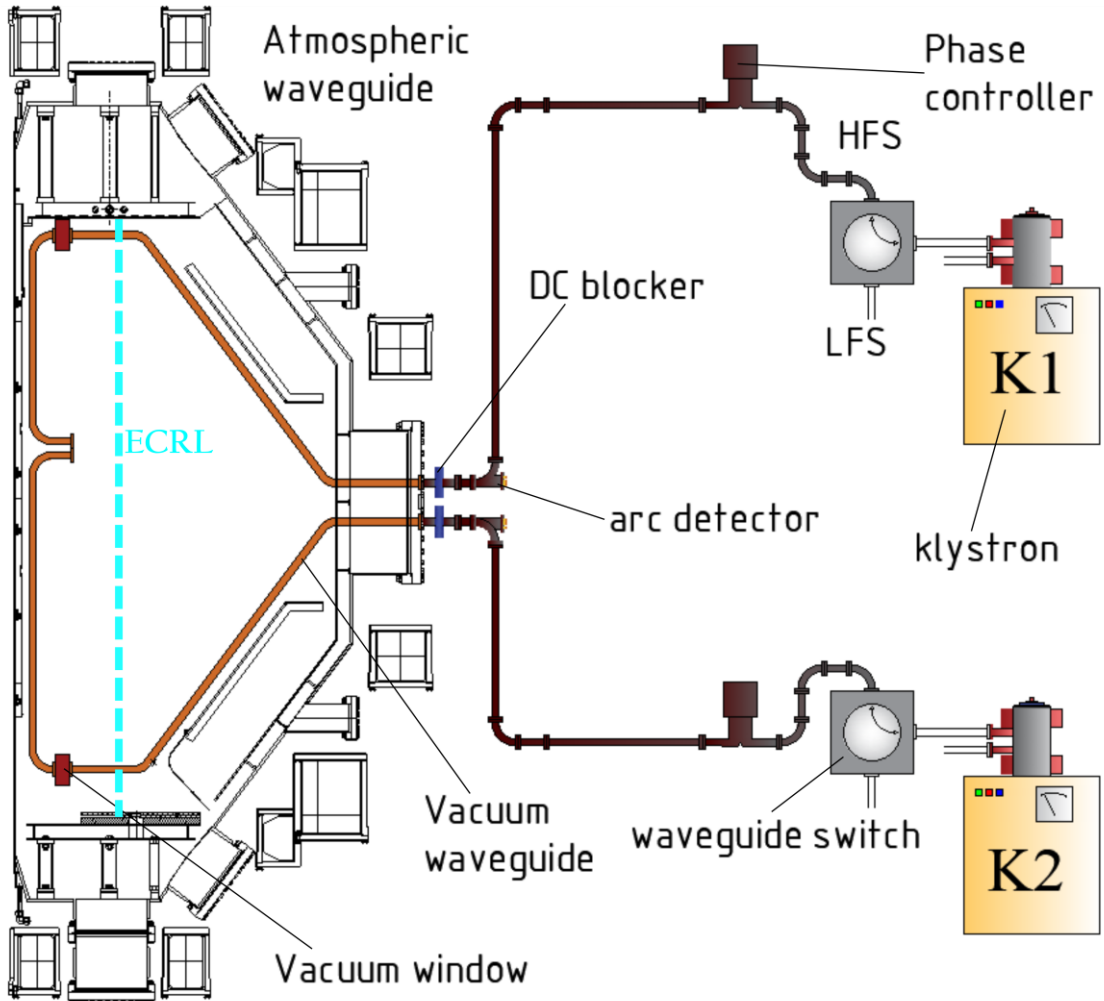 Atmospheric
waveguide
Phase
controller
HFS
DC blocker
LFS
K1
ECRL
arc detector
klystron
Vacuum
waveguide
waveguide switch
K2
Vacuum window